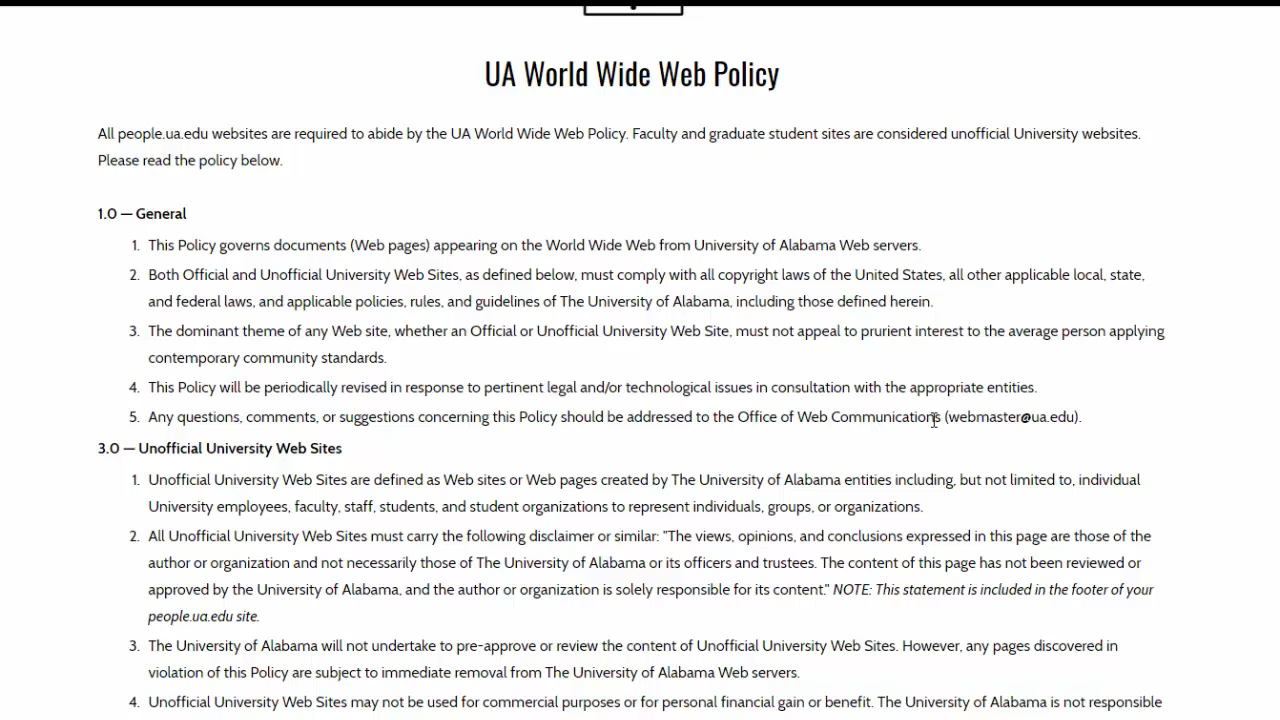 UA World Wide Web Policy
All people.ua.edu websites are required to abide by the UA World Wide Web Policy. Faculty and graduate student sites are considered unofficial University websites.
Please read the policy below.
1.0 — General
1. This Policy governs documents (Web pages) appearing on the World Wide Web from University of Alabama Web servers.
2. Both Official and Unofficial University Web Sites, as defined below, must comply with all copyright laws of the United States, all other applicable local, state,
and federal laws, and applicable policies, rules, and guidelines of The University of Alabama, including those defined herein.
3. The dominant theme of any Web site, whether an Official or Unofficial University Web Site, must not appeal to prurient interest to the average person applying
contemporary community standards.
4. This Policy will be periodically revised in response to pertinent legal and/or technological issues in consultation with the appropriate entities.
5. Any questions, comments, or suggestions concerning this Policy should be addressed to the Office of Web Communications (webmaster@ua.edu).
3.0 — Unofficial University Web Sites
1. Unofficial University Web Sites are defined as Web sites or Web pages created by The University of Alabama entities including, but not limited to, individual
University employees, faculty, staff, students, and student organizations to represent individuals, groups, or organizations.
2. All Unofficial University Web Sites must carry the following disclaimer or similar: "The views, opinions, and conclusions expressed in this page are those of the
author or organization and not necessarily those of The University of Alabama or its officers and trustees. The content of this page has not been reviewed or
approved by the University of Alabama, and the author or organization is solely responsible for its content." NOTE: This statement is included in the footer of your
people.ua.edu site.
3. The University of Alabama will not undertake to pre-approve or review the content of Unofficial University Web Sites. However, any pages discovered in
violation of this Policy are subject to immediate removal from The University of Alabama Web servers.
4. Unofficial University Web Sites may not be used for commercial purposes or for personal financial gain or benefit. The University of Alabama is not responsible